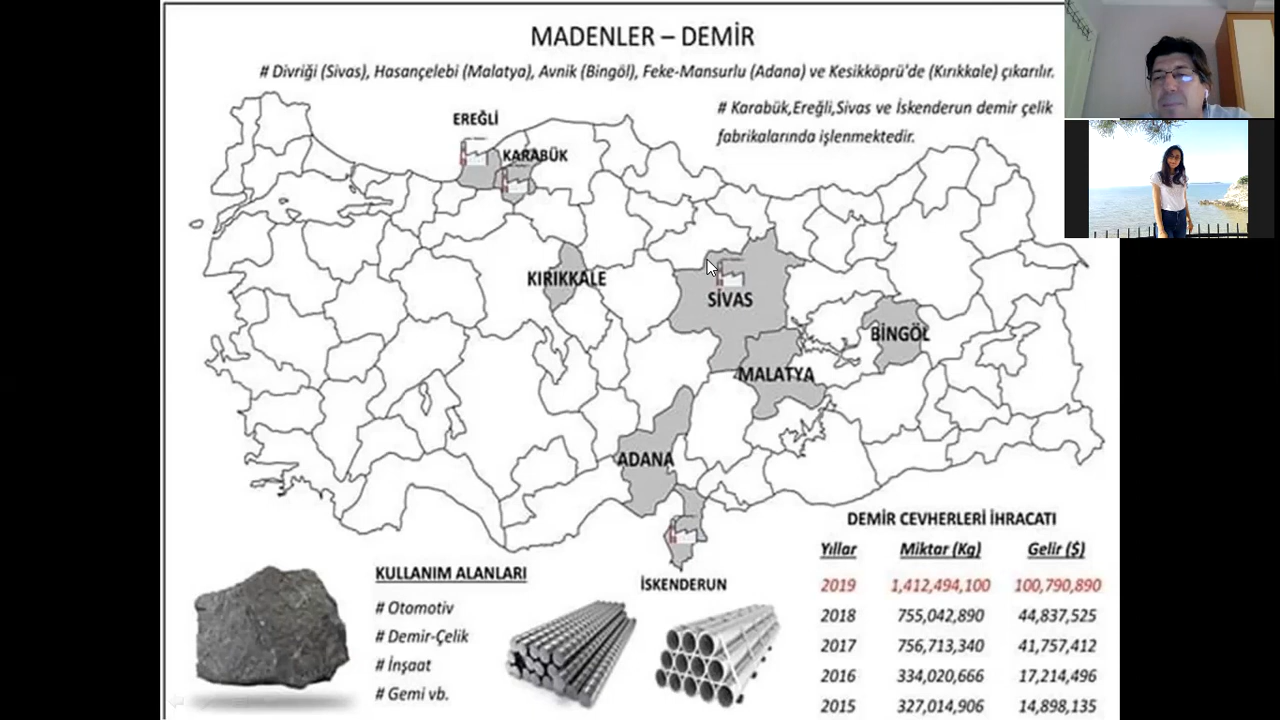 MADENLER – DEMİR
# Divriği (Sivas), Hasançelebi (Malatya), Avnik (Bingöl), Feke-Mansurlu (Adana) ve Kesikköprü'de (Kırıkkale) çıkarılır.
# Karabük,Ereğli,Sivas ve İskenderun demir çelik
fabrikalarında işlenmektedir.
EREĞLİ
KARABÜK
KIRIKKALE
SİVAS
BİNGÖL
MALATYA
ADANA
İSKENDERUN
KULLANIM ALANLARI
# Otomotiv
# Demir-Çelik
# İnşaat
# Gemi vb.
DEMİR CEVHERLERİ İHRACATI
Yıllar Miktar (Kg) Gelir ($)
2019 1,412,494,100 100,790,890
2018 755,042,890 44,837,525
2017 756,713,340 41,757,412
2016 334,020,666 17,214,496
2015 327,014,906 14,898,135